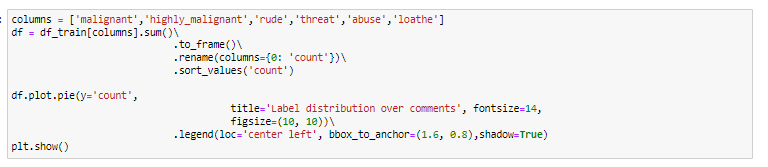 : columns = ['malignant','highly_malignant','rude','threat','abuse','loathe']
df = df_train[columns].sum()\
.to_frame()\
.rename(columns={0: 'count'})\
.sort_values('count')
df.plot.pie(y='count',
title='Label distribution over comments', fontsize=14,
figsize=(10, 10))\
.legend(loc='center left', bbox_to_anchor=(1.6, 0.8),shadow=True)
plt.show()